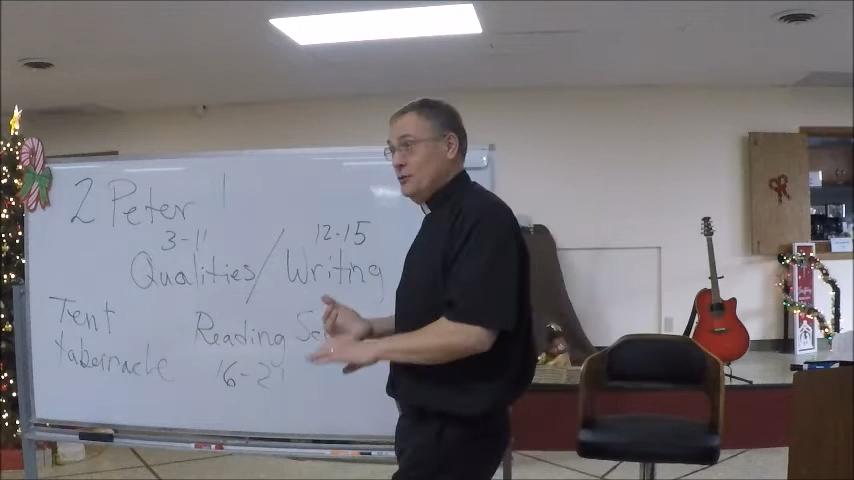 2 Peter 1
3-11 12-15
Qualities / Writing
Tent Reading
tabernacle
16-21